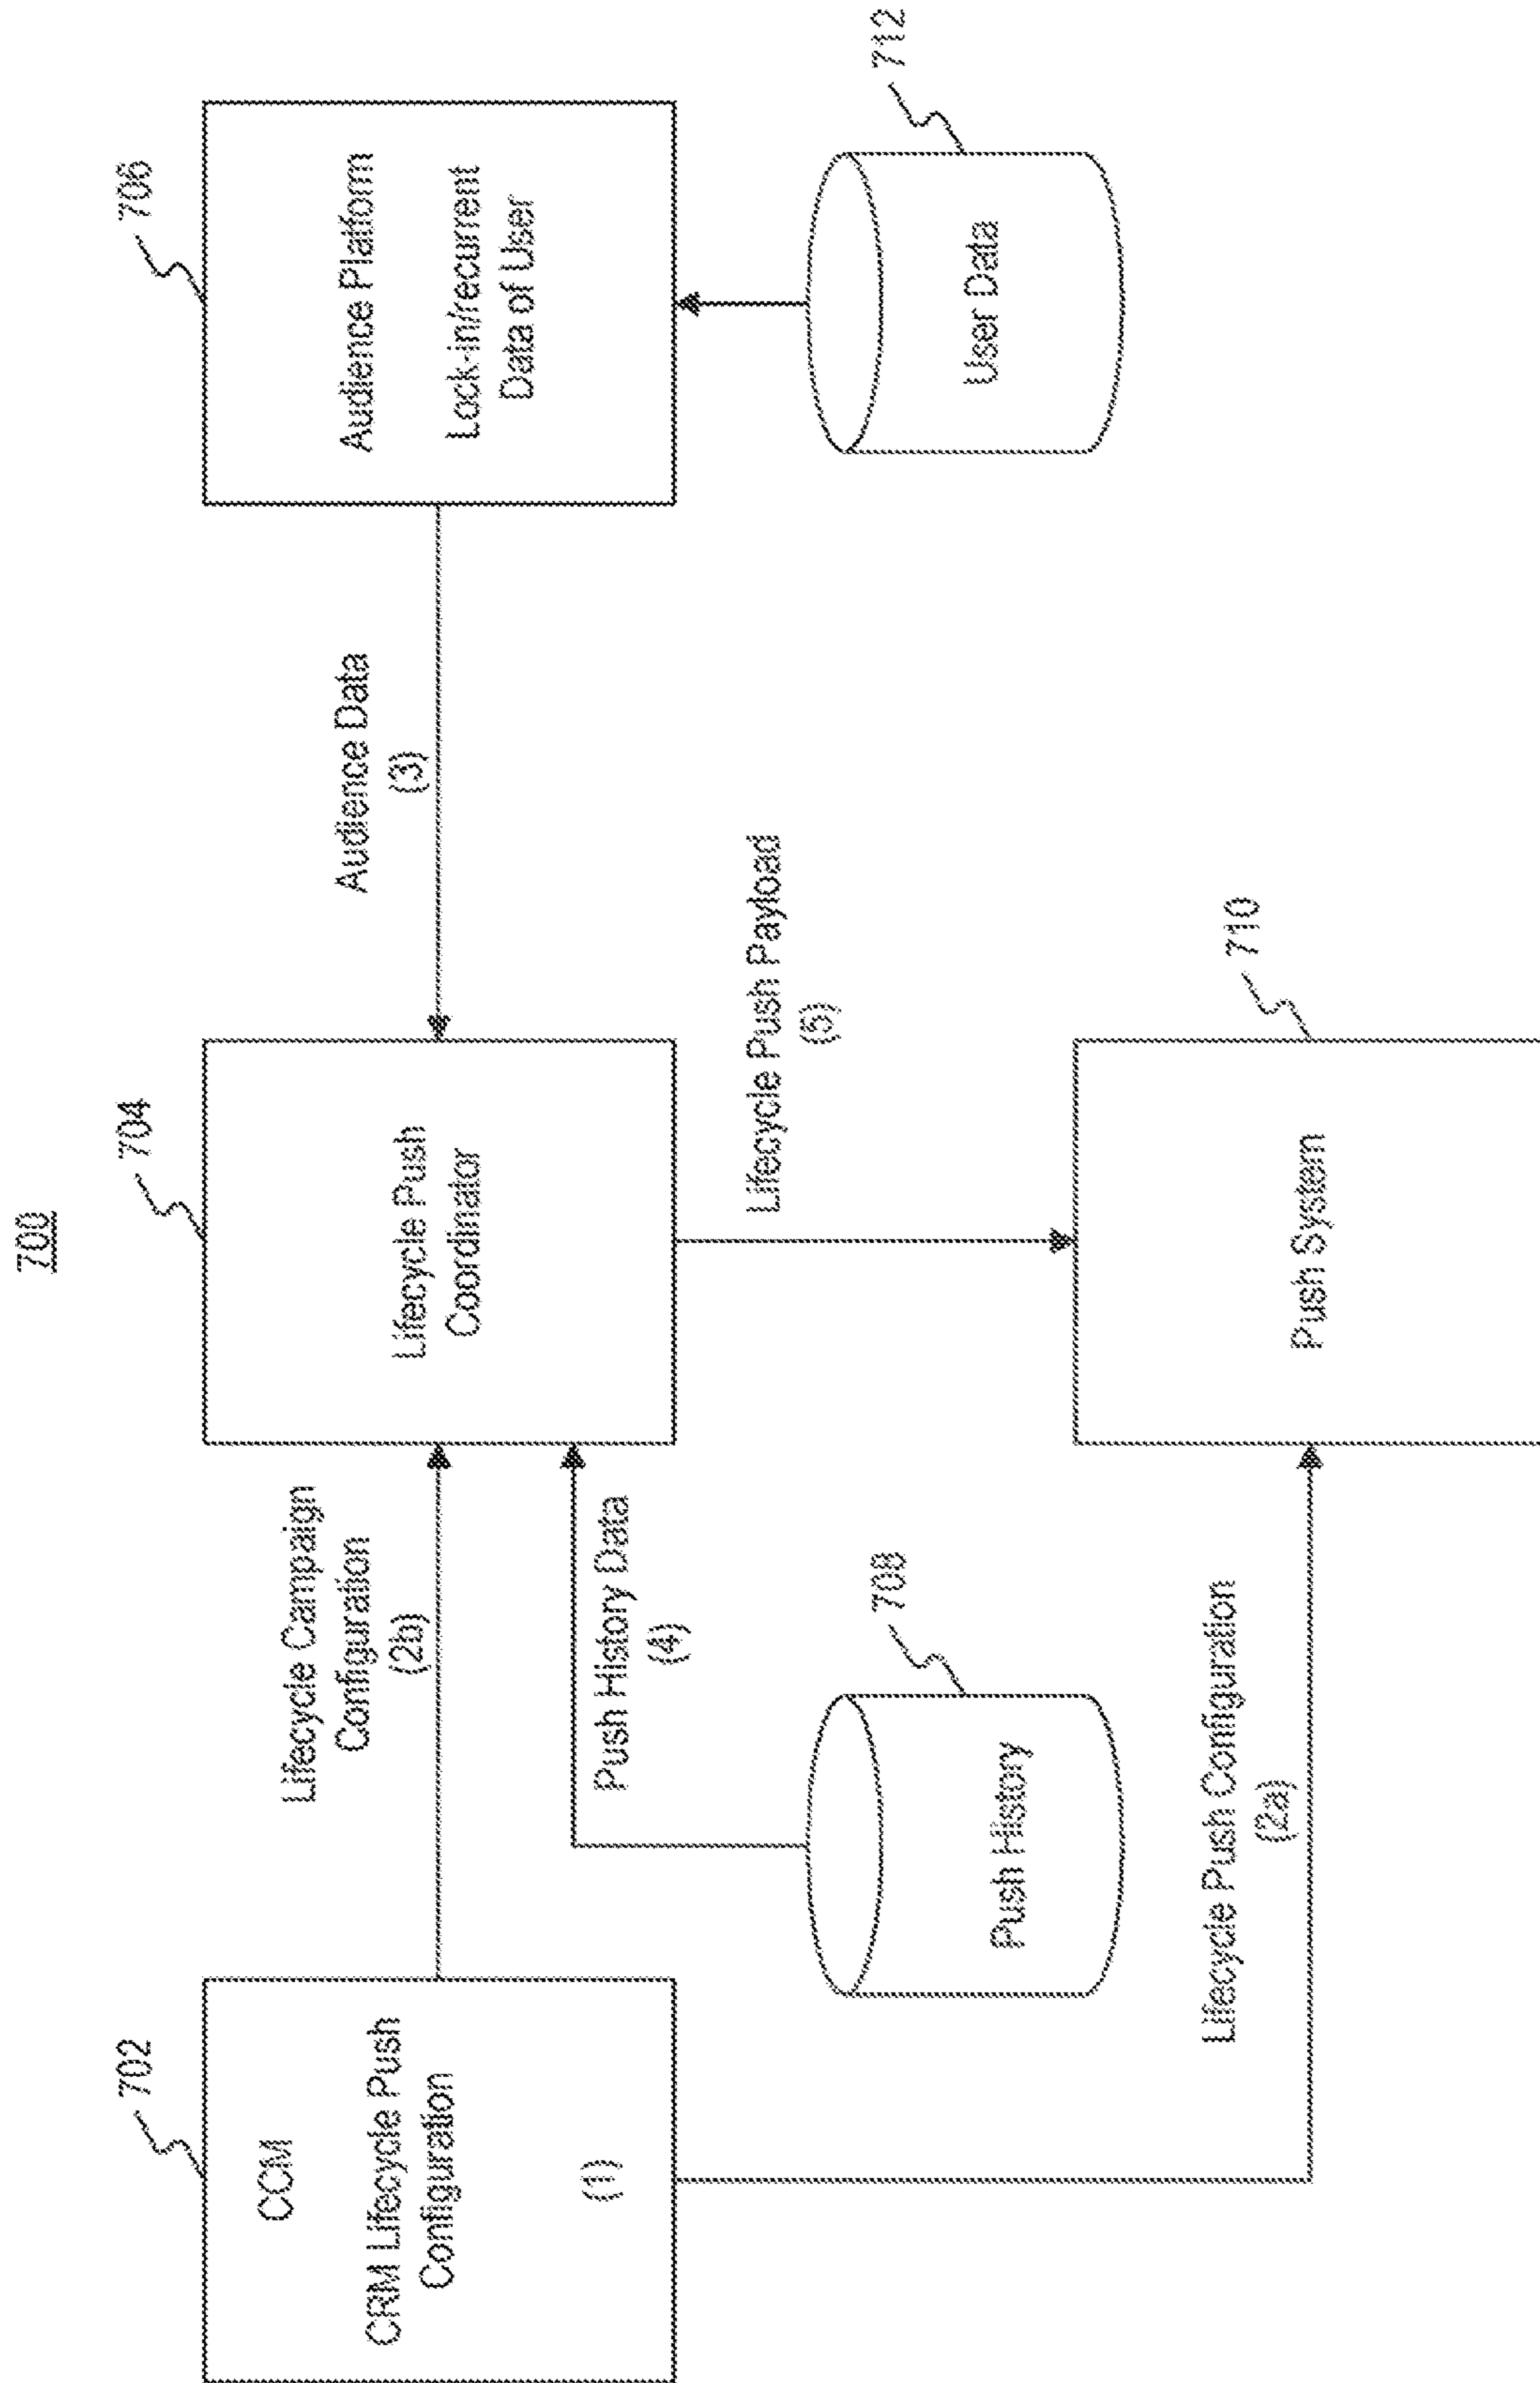 700
702
CCM
CRM Lifecycle Push
Configuration
(1)
Lifecycle Campaign
Configuration
(2b)
704
Lifecycle Push
Coordinator
Audience Data
(3)
706
Audience Platform
Lock-in/recurrent
Data of User
Push History Data
(4)
708
Push History
Lifecycle Push Payload
(5)
712
User Data
Lifecycle Push Configuration
(2a)
710
Push System